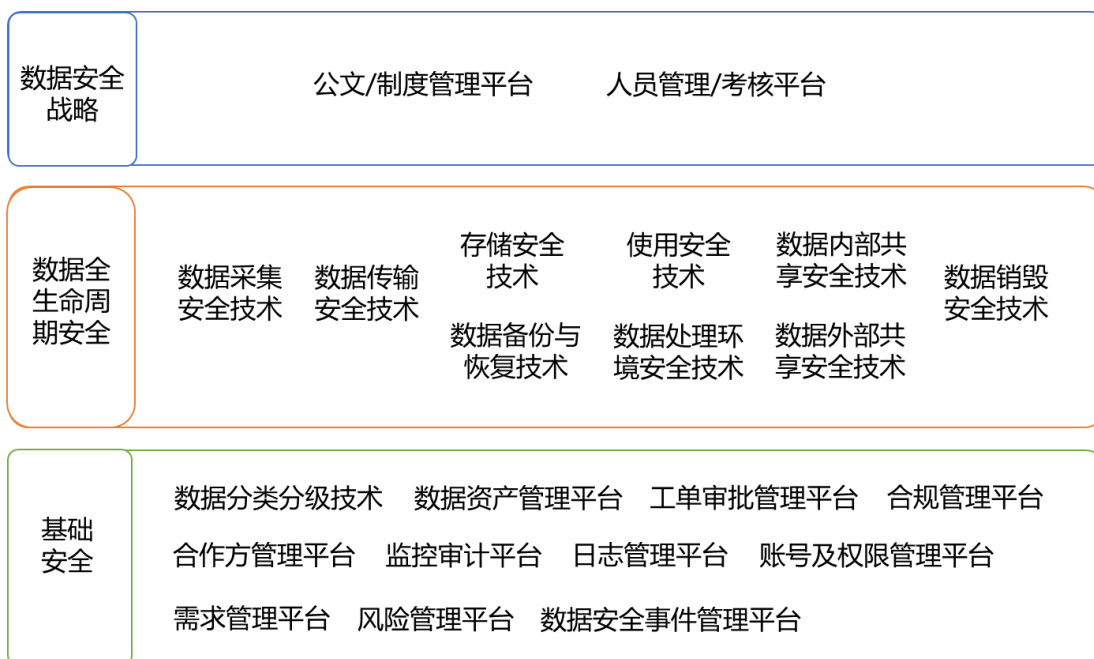 数据安全
战略
公文/制度管理平台 人员管理/考核平台
数据全
生命周
期安全
数据采集
安全技术
数据传输
安全技术
存储安全
技术
数据备份与
恢复技术
使用安全
技术
数据处理环
境安全技术
数据内部共
享安全技术
数据外部共
享安全技术
数据销毁
安全技术
基础
安全
数据分类分级技术 数据资产管理平台 工单审批管理平台 合规管理平台
合作方管理平台 监控审计平台 日志管理平台 账号及权限管理平台
需求管理平台 风险管理平台 数据安全事件管理平台